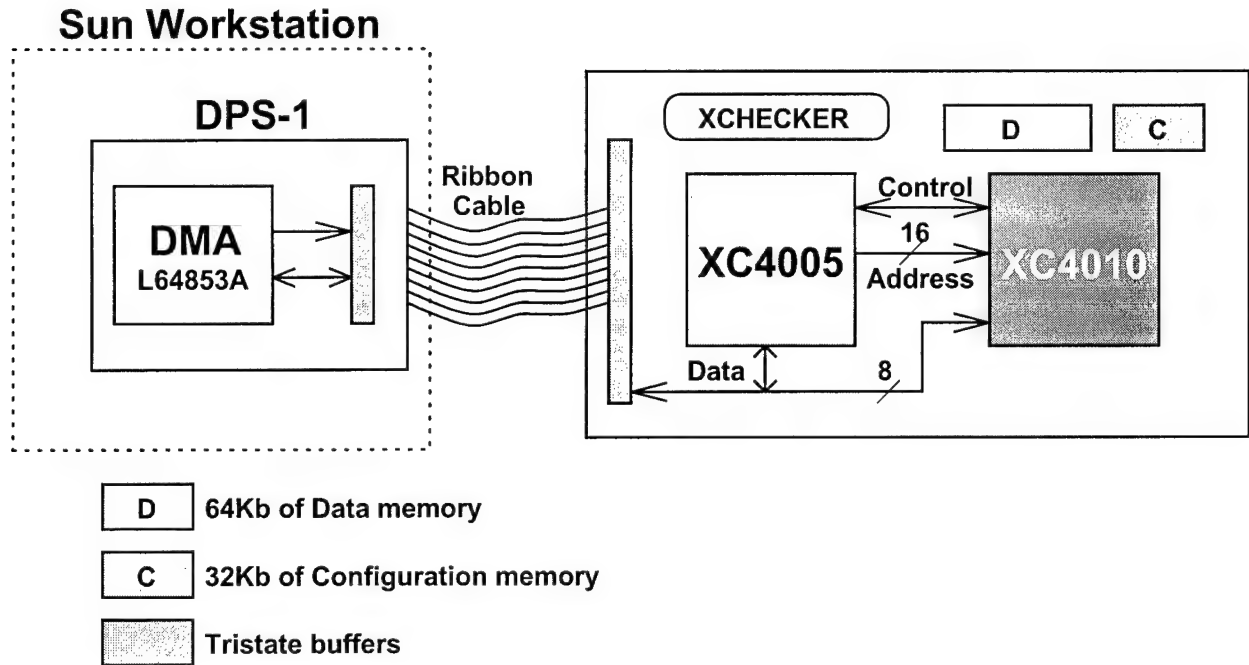 Sun Workstation
DPS-1
DMA
L64853A
Ribbon
Cable
XCHECKER
D
C
XC4005
Control
16
Address
XC4010
Data
8
D 64Kb of Data memory
C 32Kb of Configuration memory
Tristate buffers